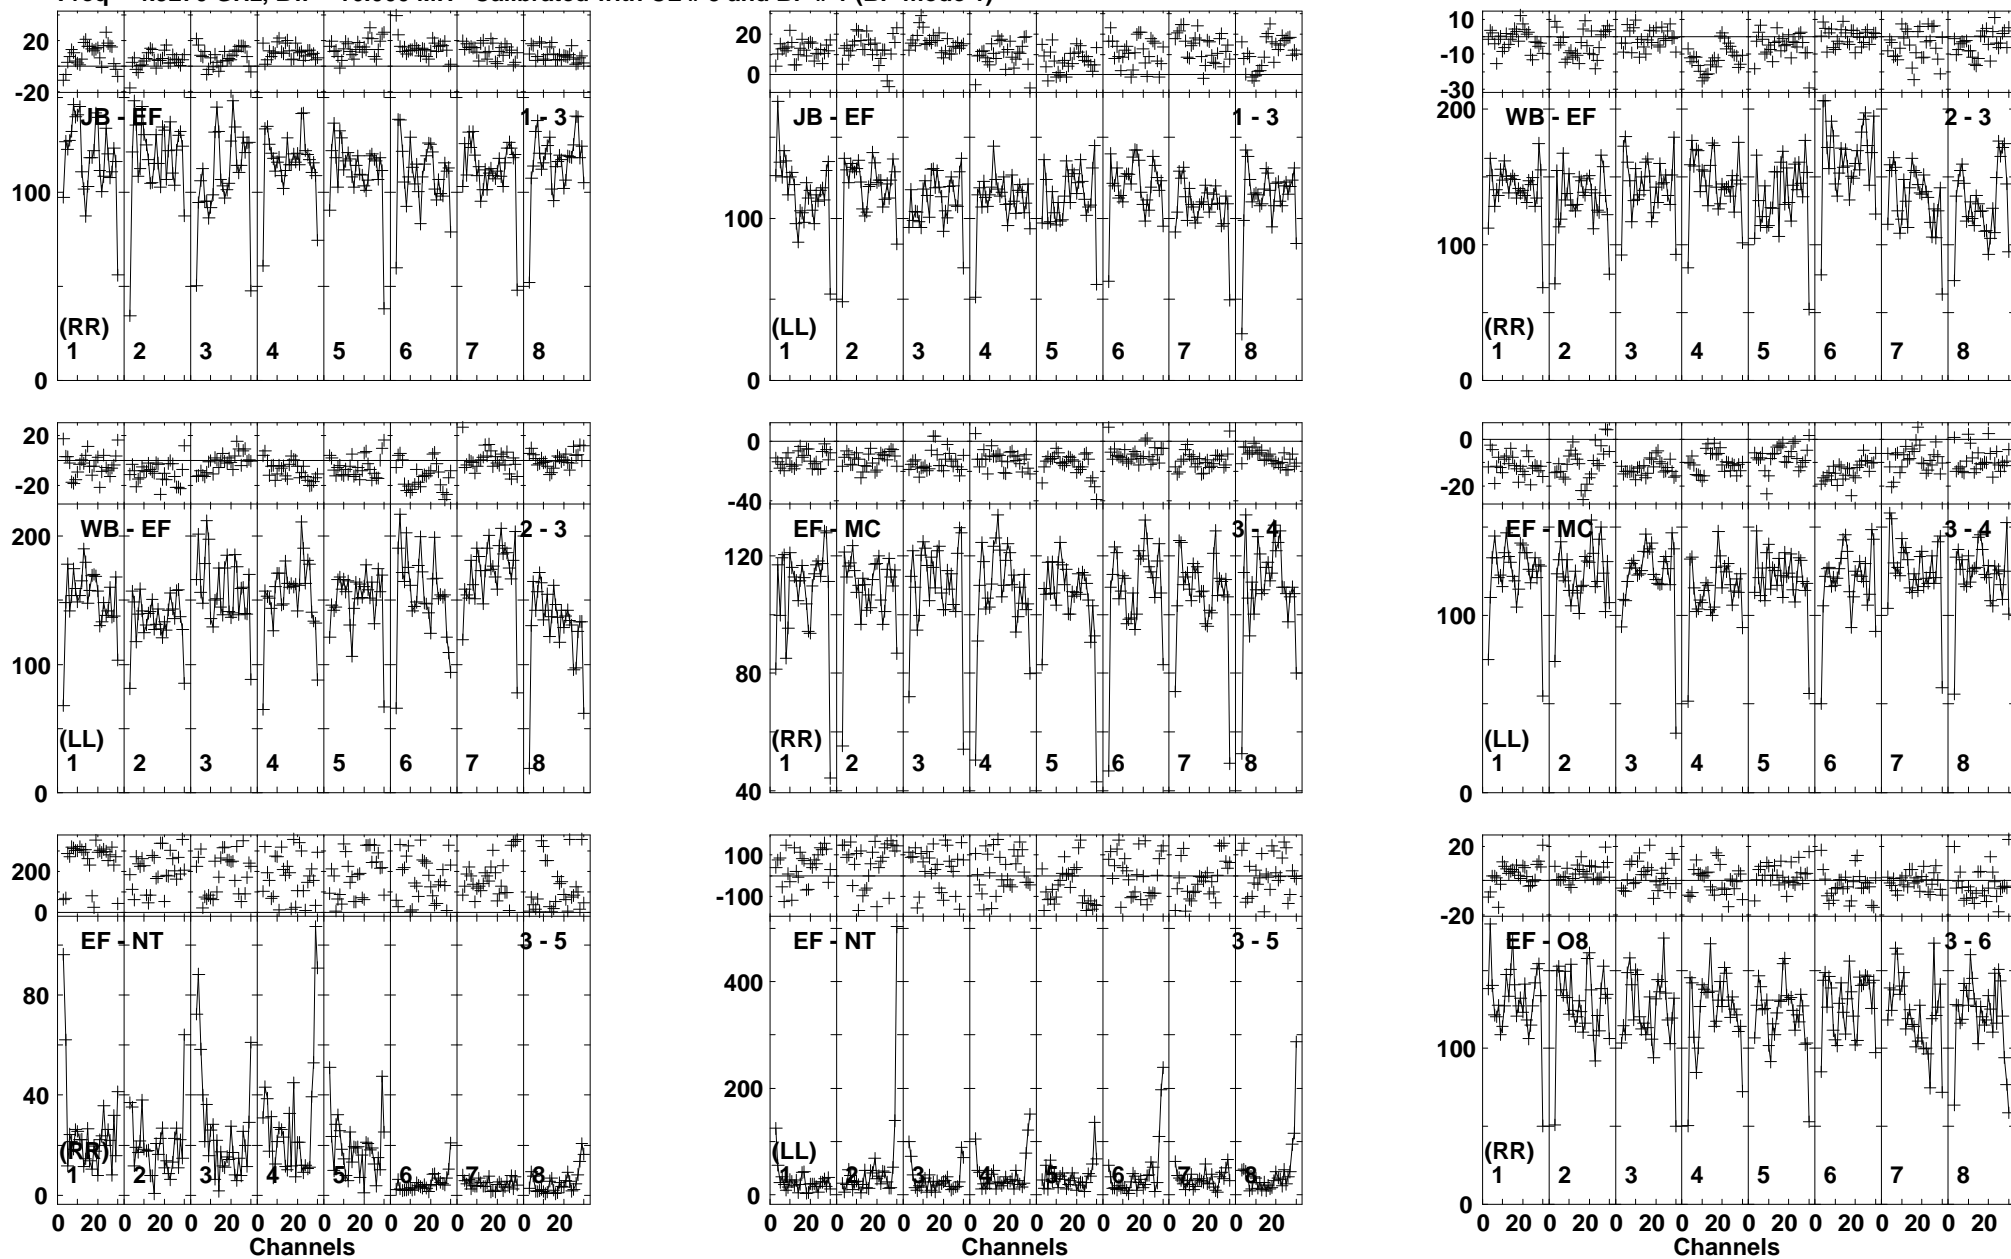 20 0 -20 JB - EF 1 - 3 100 (RR) 1 2 3 4 5 6 7 8 0
20 0 JB - EF 1 - 3 100 (LL) 1 2 3 4 5 6 7 8 0
10 -10 -30 200 WB - EF 2 - 3 100 (RR) 1 2 3 4 5 6 7 8 0
20 0 -20 200 WB - EF 2 - 3 100 (LL) 1 2 3 4 5 6 7 8 0
0 -40 EF - MC 3 - 4 120 80 (RR) 1 2 3 4 5 6 7 8 40
0 -20 EF - MC 3 - 4 100 (LL) 1 2 3 4 5 6 7 8 0
200 0 EF - NT 3 - 5 80 40 (RR) 1 2 3 4 5 6 7 8 0
100 -100 EF - NT 3 - 5 400 200 (LL) 1 2 3 4 5 6 7 8 0
20 0 -20 EF - O8 3 - 6 100 (RR) 1 2 3 4 5 6 7 8 0
0 20 0 20 0 20 0 20 0 20 0 20 0 20 0 20
0 20 0 20 0 20 0 20 0 20 0 20 0 20 0 20
0 20 0 20 0 20 0 20 0 20 0 20 0 20 0 20
Channels
Channels
Channels